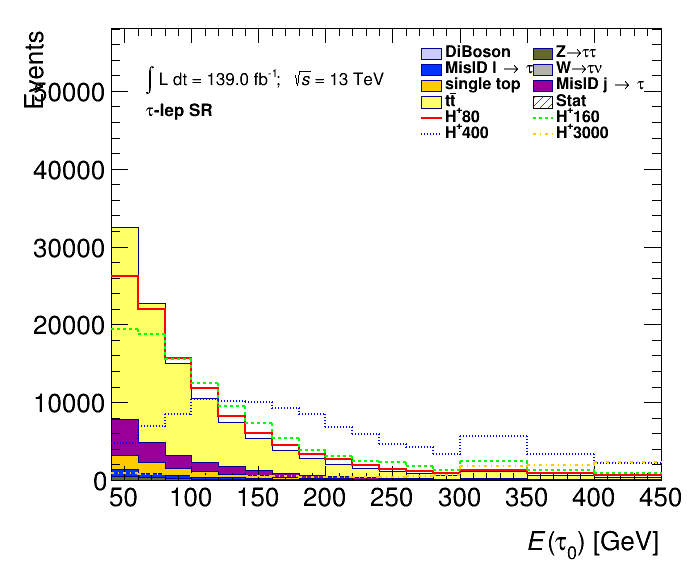 Events
DiBoson Z→ττ
MisID l → τ W→τν
single top MisID j → τ
tt̄ Stat
H⁺80 H⁺160
H⁺400 H⁺3000
∫ L dt = 139.0 fb⁻¹; √s = 13 TeV
τ-lep SR
50000
40000
30000
20000
10000
0
50 100 150 200 250 300 350 400 450
E(τ₀) [GeV]